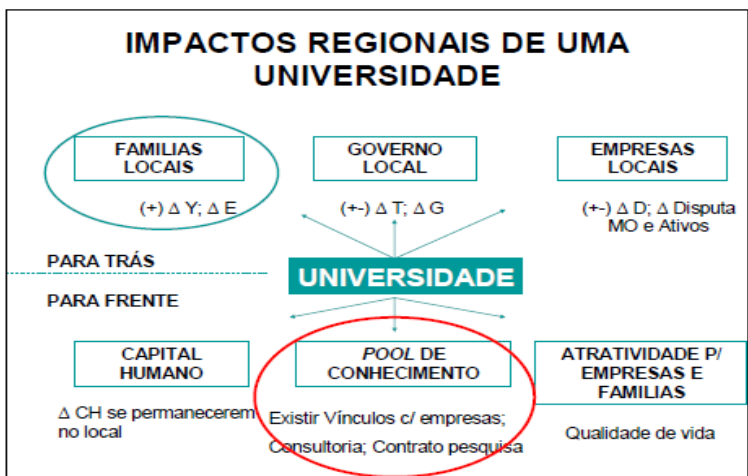 IMPACTOS REGIONAIS DE UMA
UNIVERSIDADE
FAMILIAS
LOCAIS
GOVERNO
LOCAL
EMPRESAS
LOCAIS
(+) Δ Y; Δ E
(+-) Δ T; Δ G
(+-) Δ D; Δ Disputa
MO e Ativos
PARA TRÁS
UNIVERSIDADE
PARA FRENTE
CAPITAL
HUMANO
POOL DE
CONHECIMENTO
ATRATIVIDADE P/
EMPRESAS E
FAMILIAS
Δ CH se permanecerem
no local
Existir Vínculos c/ empresas;
Consultoria; Contrato pesquisa
Qualidade de vida